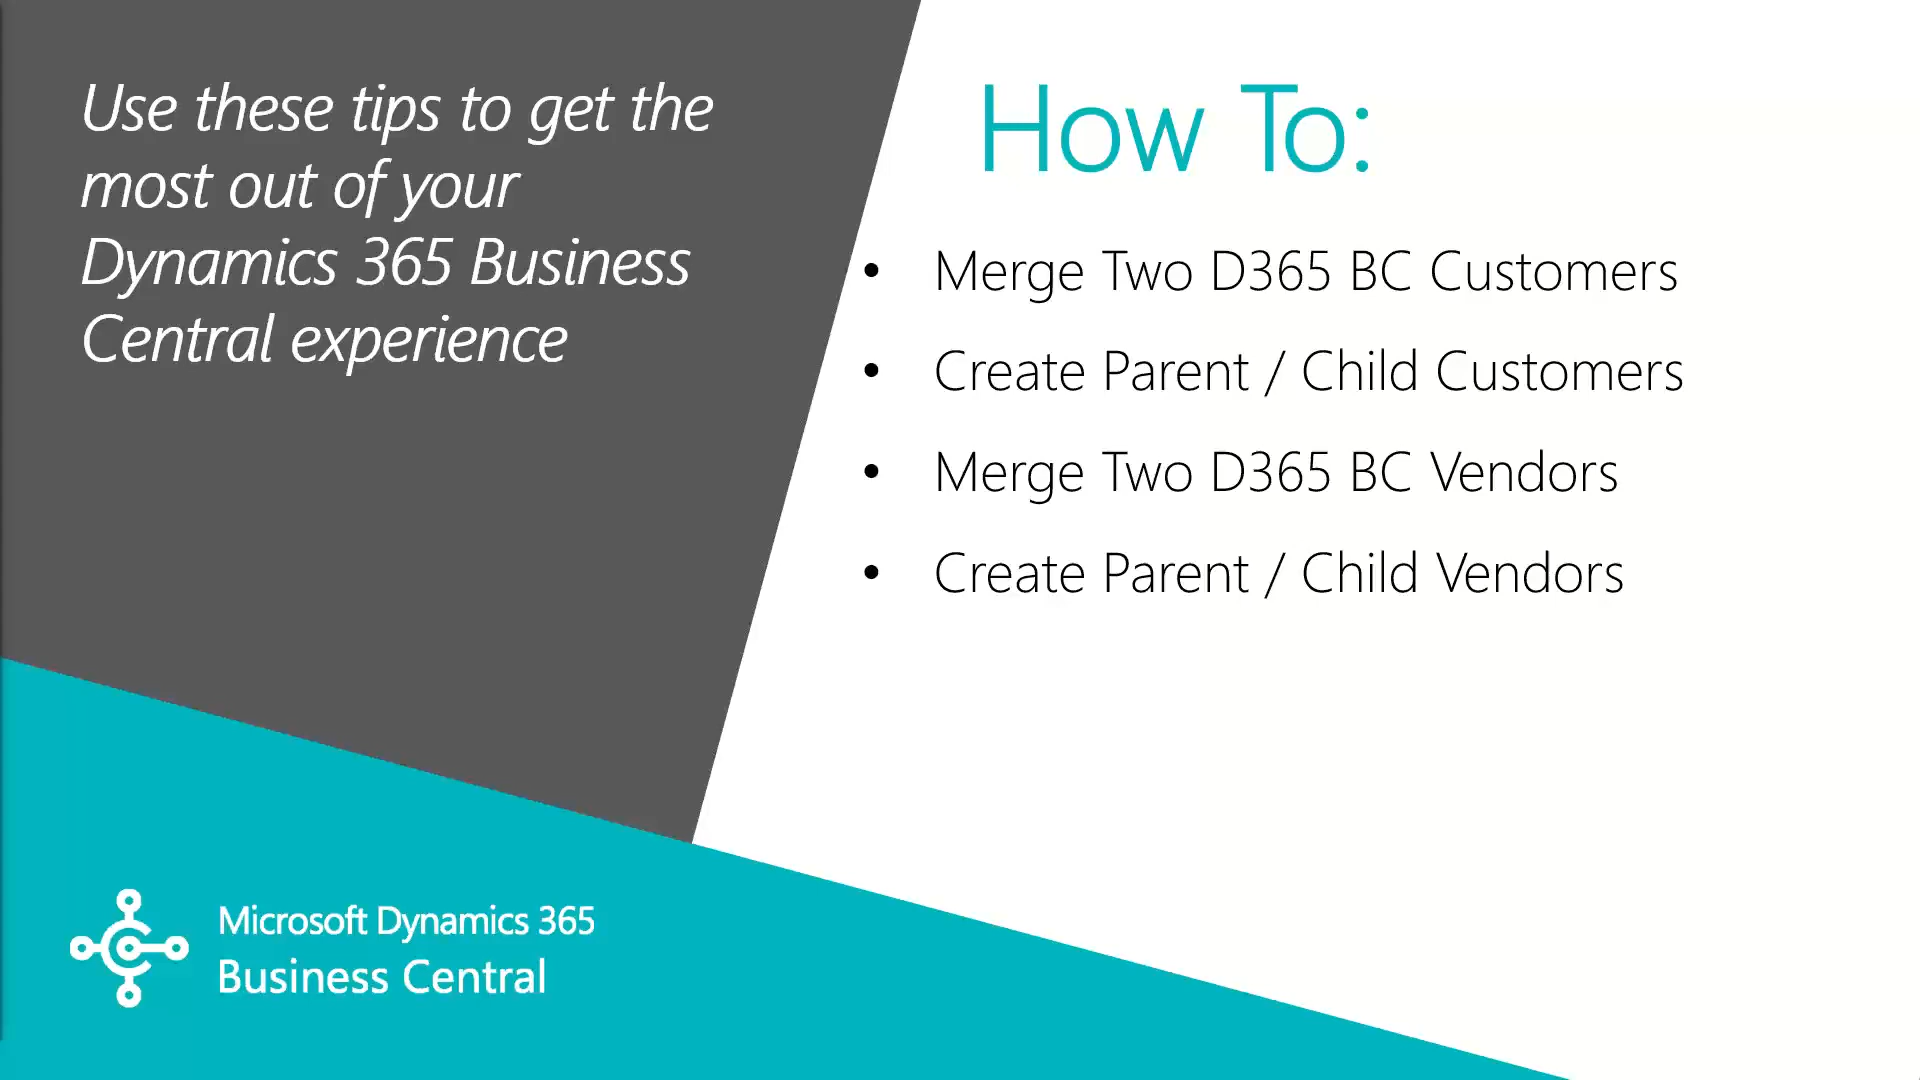 Use these tips to get the
most out of your
Dynamics 365 Business
Central experience
How To:
• Merge Two D365 BC Customers
• Create Parent / Child Customers
• Merge Two D365 BC Vendors
• Create Parent / Child Vendors
Microsoft Dynamics 365
Business Central